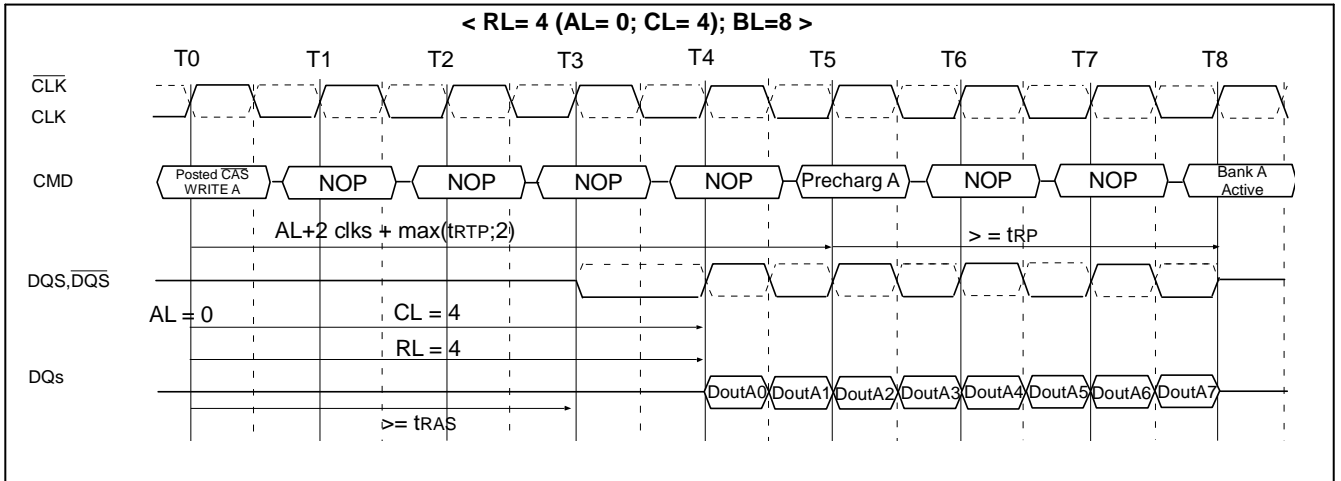 < RL= 4 (AL= 0; CL= 4); BL=8 >
T0 T1 T2 T3 T4 T5 T6 T7 T8
CLK
CLK
CMD
Posted CAS
WRITE A
NOP NOP NOP NOP Precharg A NOP NOP
Bank A
Active
AL+2 clks + max(tRTP;2)
> = tRP
DQS,DQS
AL = 0
CL = 4
RL = 4
DQs
DoutA0 DoutA1 DoutA2 DoutA3 DoutA4 DoutA5 DoutA6 DoutA7
>= tRAS